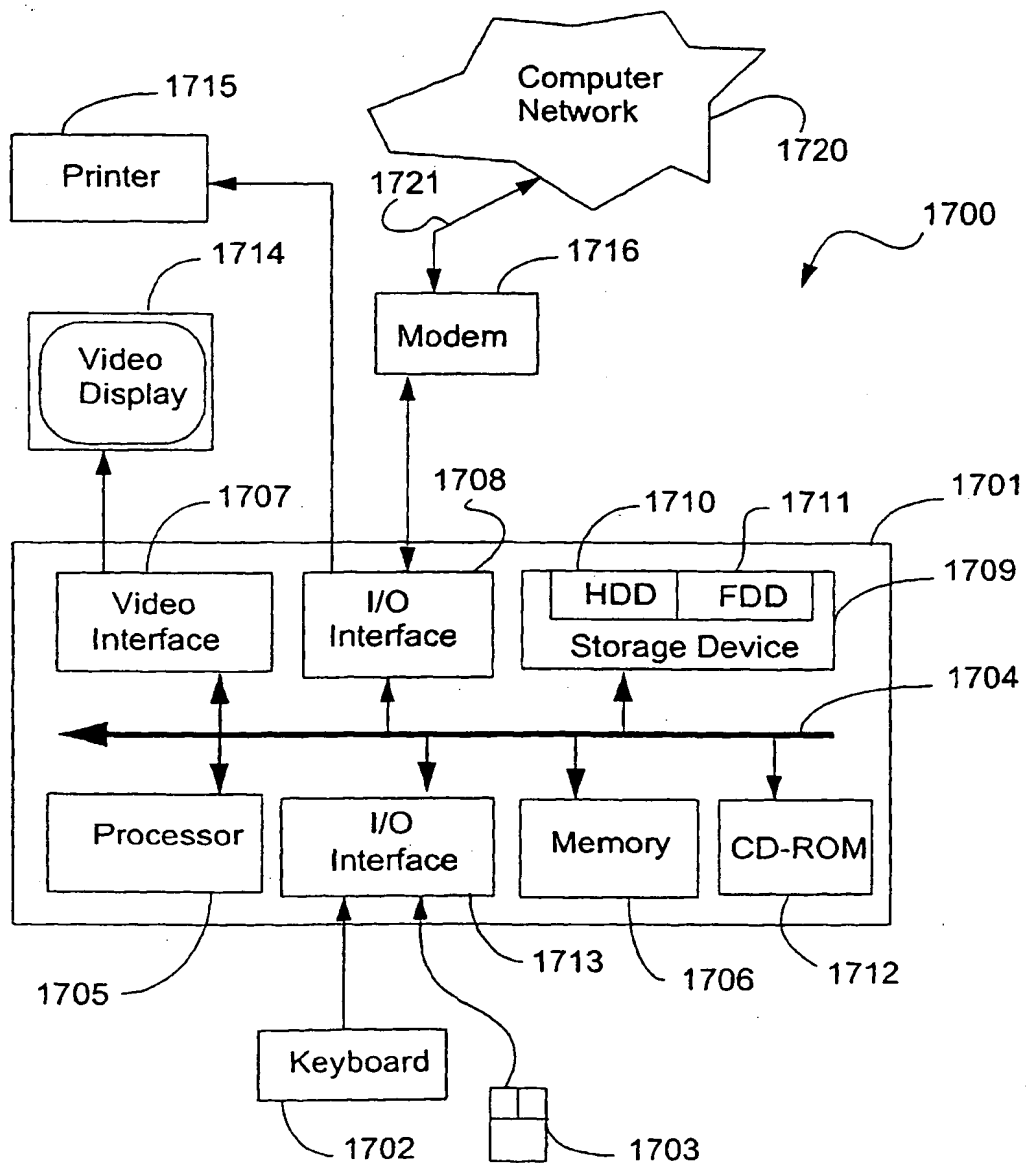 Computer
Network
1715
1720
Printer
1721
1700
1714
1716
Modem
Video
Display
1707
1708
1710
1711
1701
1709
HDD
FDD
Video
Interface
I/O
Interface
Storage Device
1704
Processor
I/O
Interface
Memory
CD-ROM
1705
1713
1706
1712
Keyboard
1702
1703